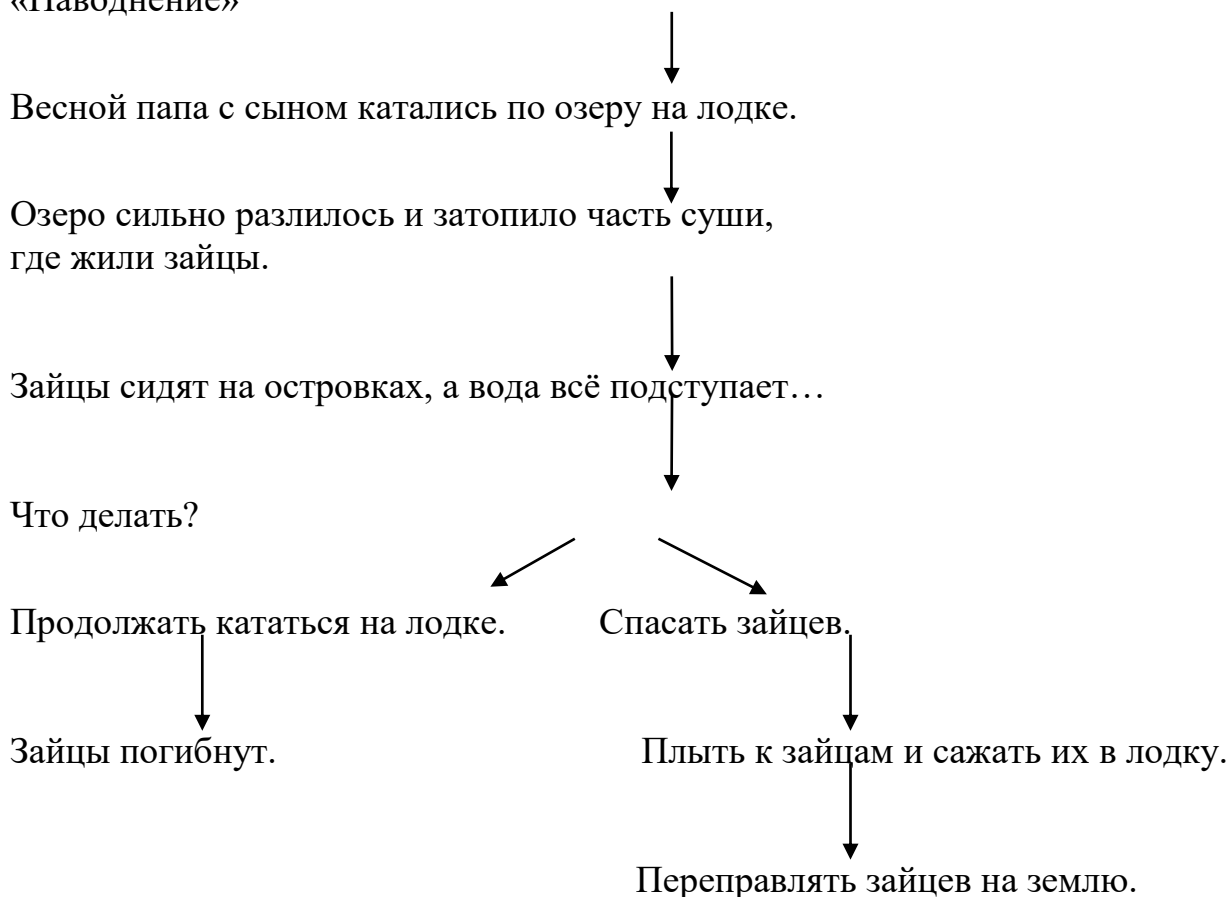 «Наводнение»
Весной папа с сыном катались по озеру на лодке.
Озеро сильно разлилось и затопило часть суши,
где жили зайцы.
Зайцы сидят на островках, а вода всё подступает…
Что делать?
Продолжать кататься на лодке. Спасать зайцев.
Зайцы погибнут. Плыть к зайцам и сажать их в лодку.
Переправлять зайцев на землю.